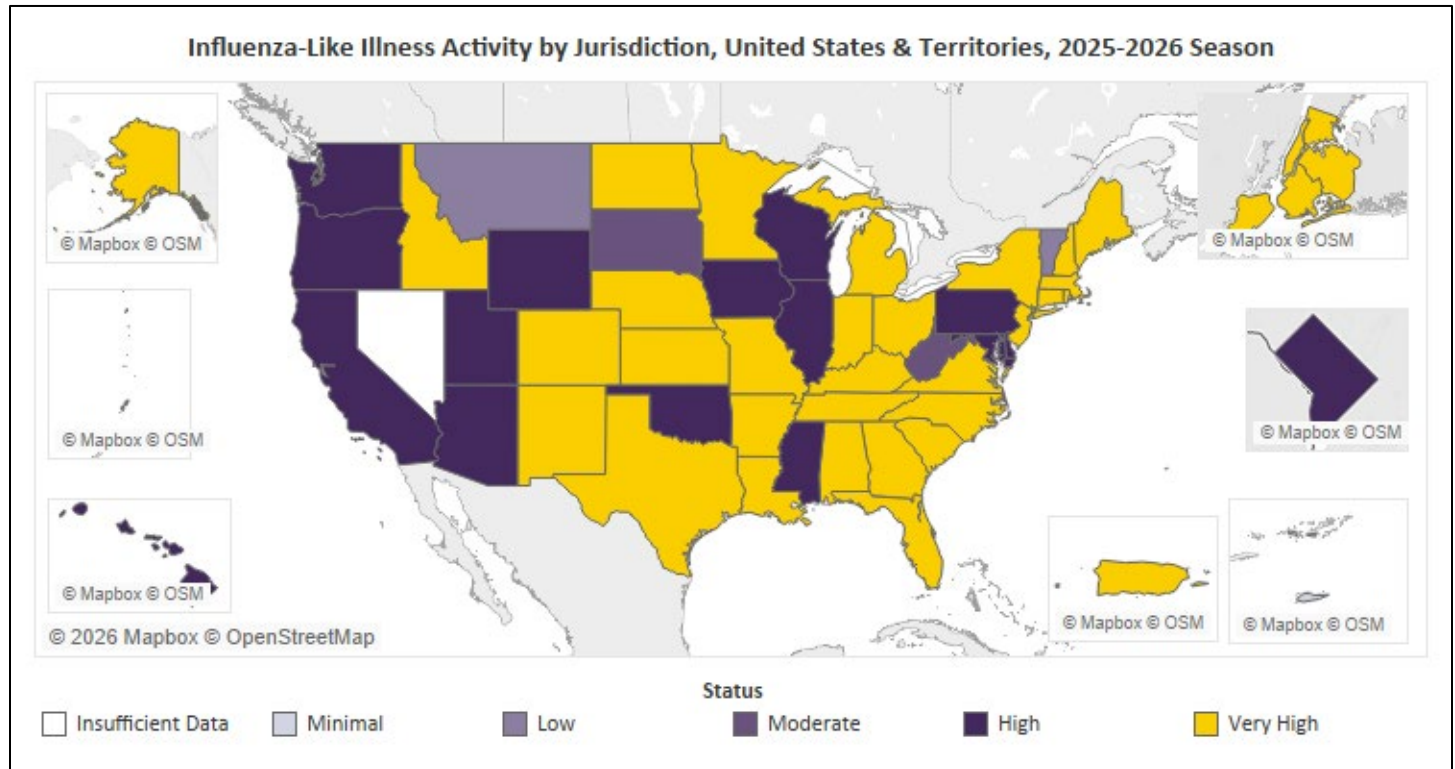 Influenza-Like Illness Activity by Jurisdiction, United States & Territories, 2025-2026 Season
© Mapbox © OSM
© Mapbox © OSM
© Mapbox © OSM
© Mapbox © OSM
© Mapbox © OSM
© Mapbox © OSM
© Mapbox © OSM
© 2026 Mapbox © OpenStreetMap
Status
Insufficient Data
Minimal
Low
Moderate
High
Very High